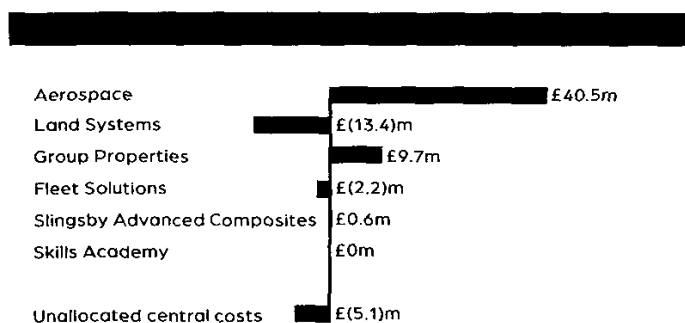 Aerospace £40.5m
Land Systems £(13.4)m
Group Properties £9.7m
Fleet Solutions £(2.2)m
Slingsby Advanced Composites £0.6m
Skills Academy £0m
Unallocated central costs £(5.1)m